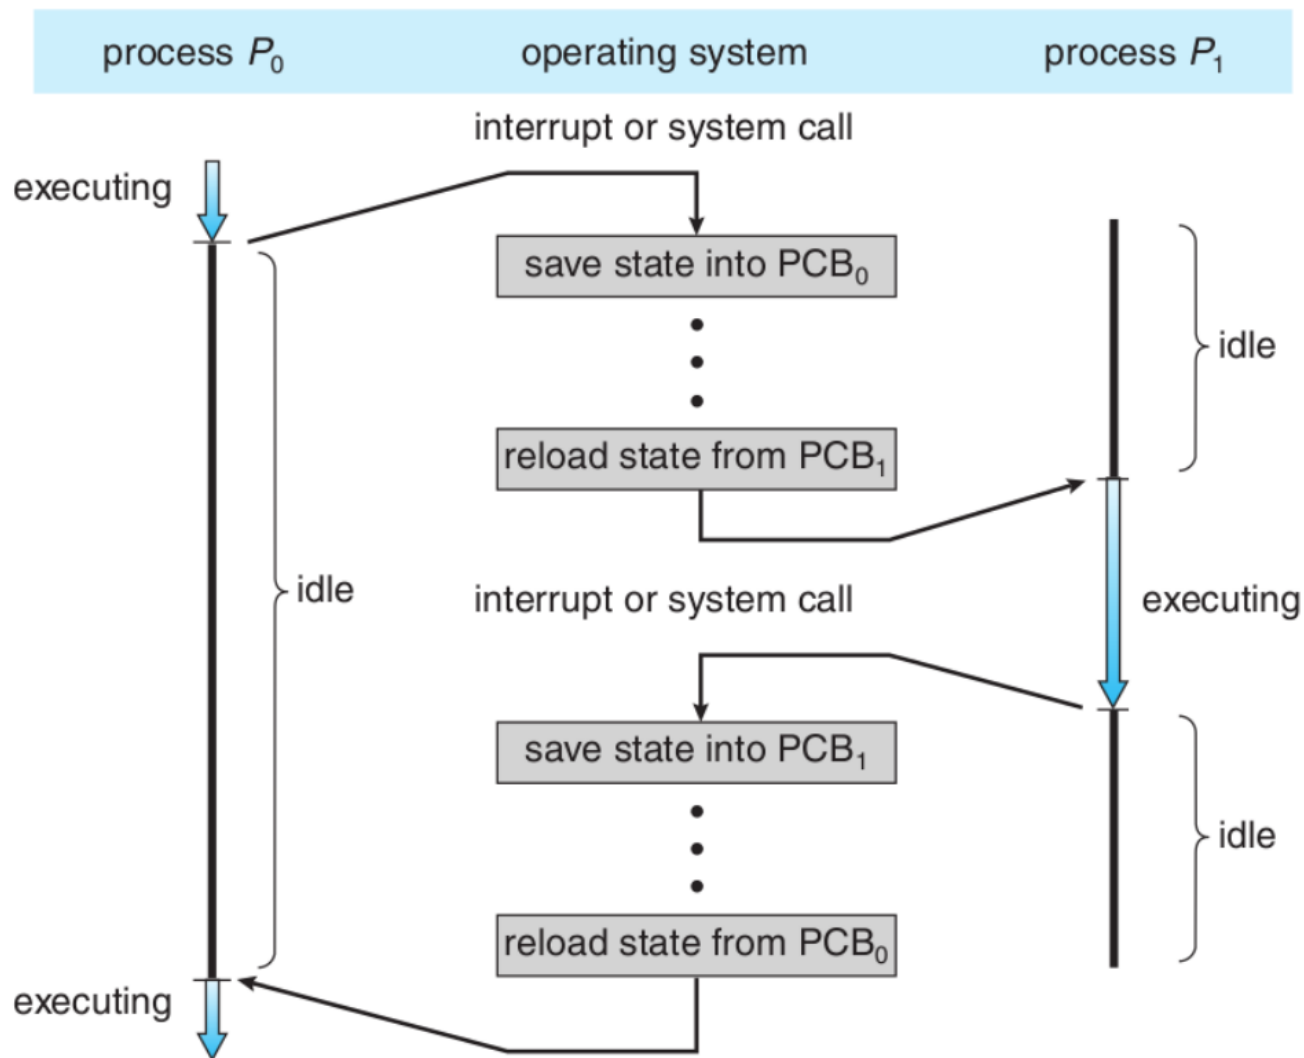 process P₀ operating system process P₁
interrupt or system call
executing
save state into PCB₀
idle
reload state from PCB₁
idle
interrupt or system call
executing
save state into PCB₁
idle
reload state from PCB₀
executing